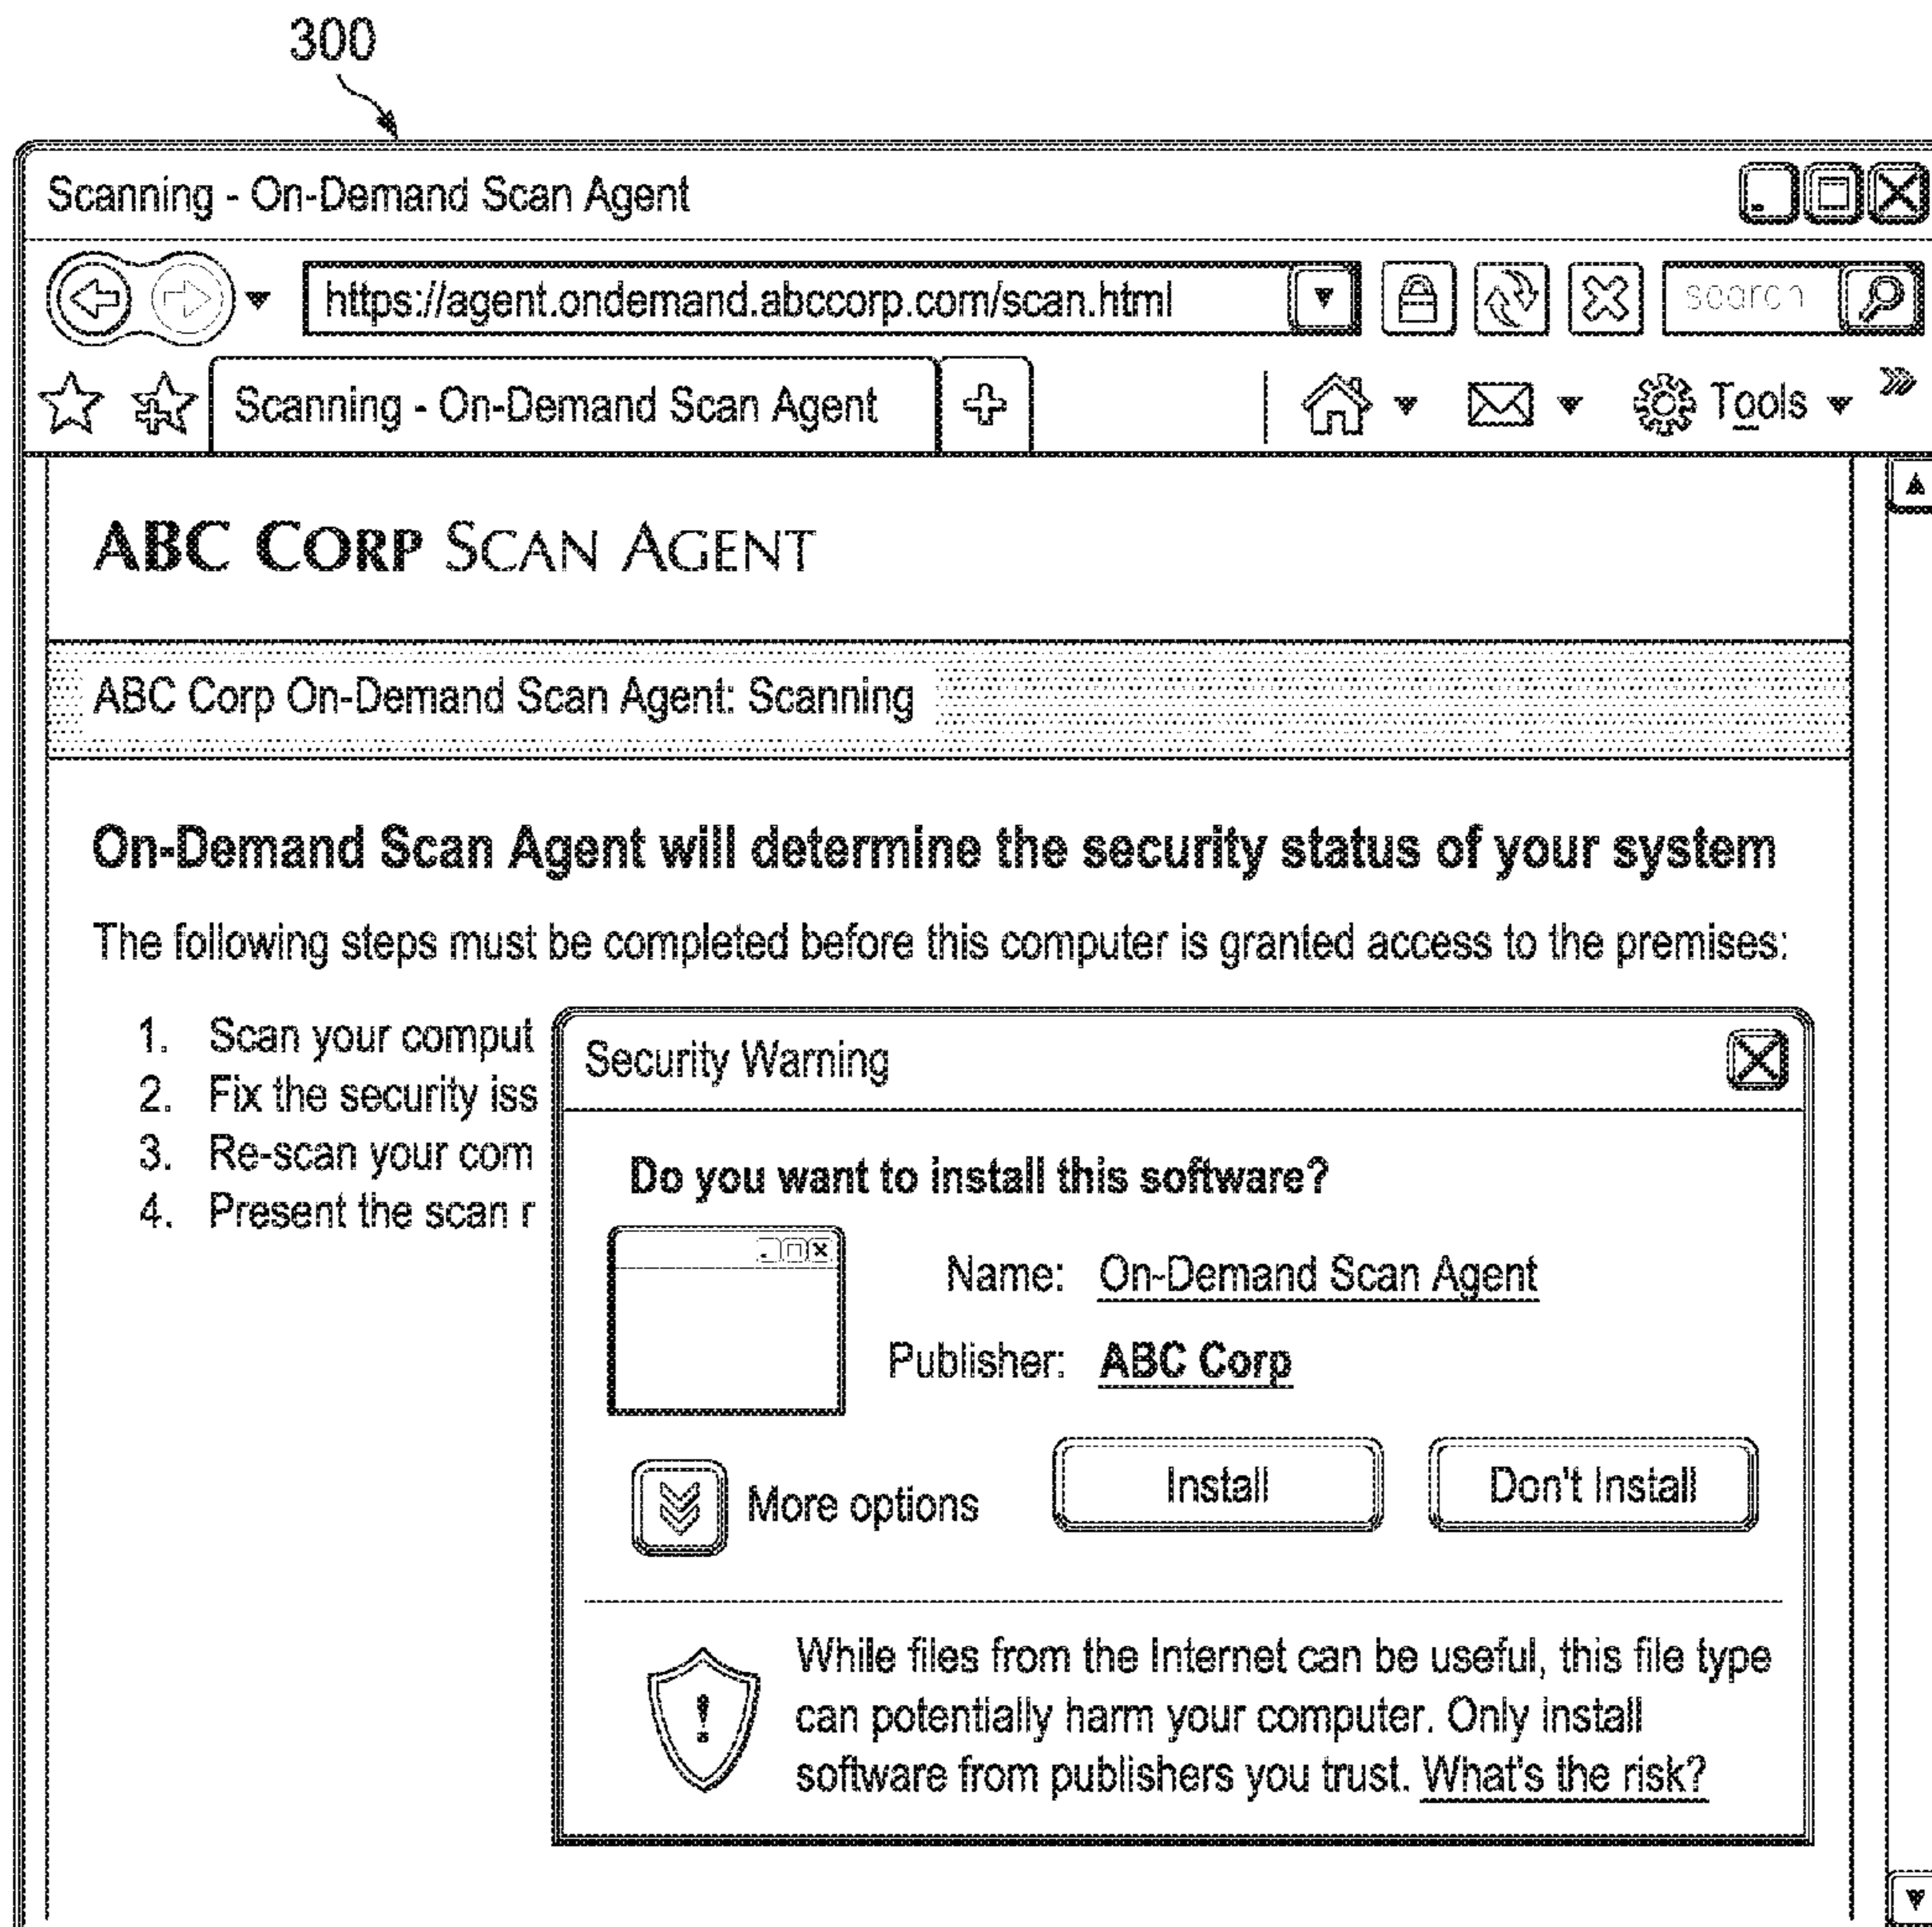 300
Scanning - On-Demand Scan Agent
https://agent.ondemand.abccorp.com/scan.html
search
Scanning - On-Demand Scan Agent
Tools
ABC CORP SCAN AGENT
ABC Corp On-Demand Scan Agent: Scanning
On-Demand Scan Agent will determine the security status of your system
The following steps must be completed before this computer is granted access to the premises:
1. Scan your comput
2. Fix the security iss
3. Re-scan your com
4. Present the scan r
Security Warning
Do you want to install this software?
Name: On-Demand Scan Agent
Publisher: ABC Corp
More options
Install
Don't Install
While files from the Internet can be useful, this file type
can potentially harm your computer. Only install
software from publishers you trust. What's the risk?